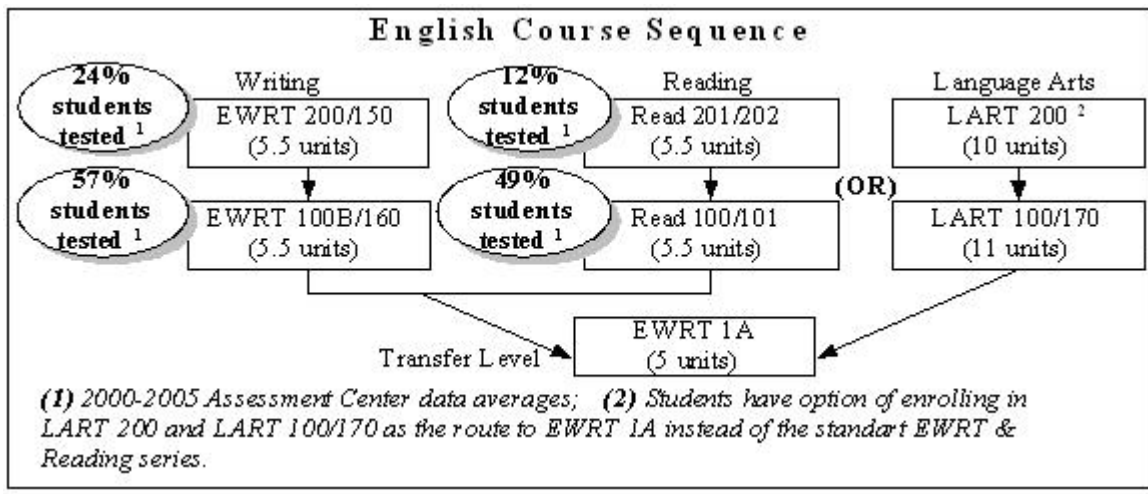 English Course Sequence
24%
students
tested 1
Writing
EWRT 200/150
(5.5 units)
12%
students
tested 1
Reading
Read 201/202
(5.5 units)
Language Arts
LART 200 2
(10 units)
57%
students
tested 1
EWRT 100B/160
(5.5 units)
49%
students
tested 1
Read 100/101
(5.5 units)
(OR)
LART 100/170
(11 units)
Transfer Level
EWRT 1A
(5 units)
(1) 2000-2005 Assessment Center data averages; (2) Students have option of enrolling in
LART 200 and LART 100/170 as the route to EWRT 1A instead of the standart EWRT &
Reading series.